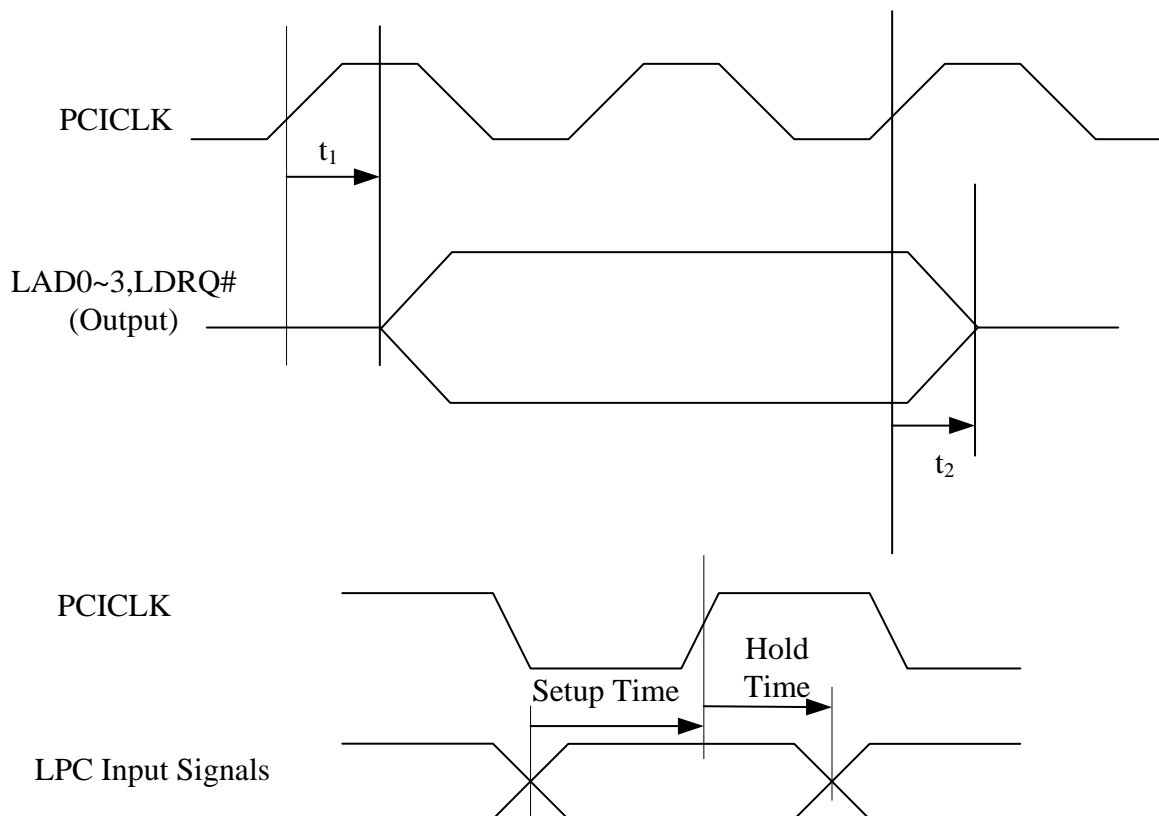 PCICLK
t₁
LAD0~3,LDRQ#
(Output)
t₂
PCICLK
Hold
Time
Setup Time
LPC Input Signals